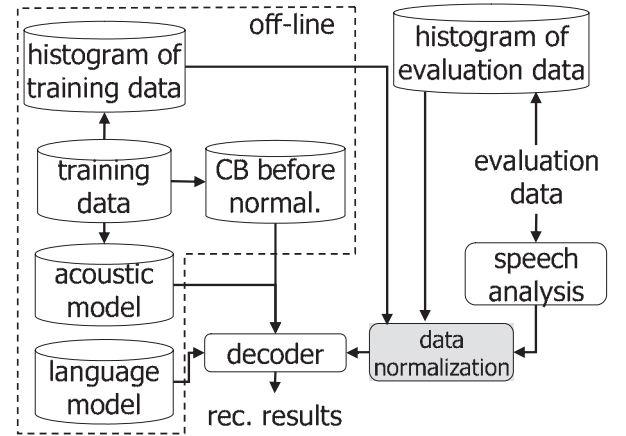 off-line
histogram of
training data
histogram of
evaluation data
training
data
CB before
normal.
evaluation
data
acoustic
model
speech
analysis
language
model
decoder
data
normalization
rec. results